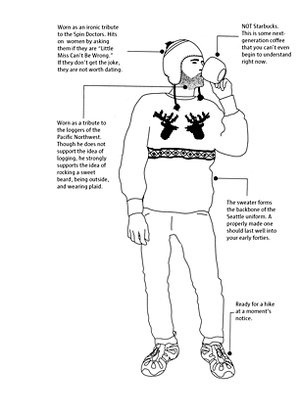 Worn as an ironic tribute
to the Spin Doctors. Hits
on  women by asking
them if they are "Little
Miss Can't Be Wrong."
If they don't get the joke,
they are not worth dating.
NOT Starbucks.
This is some next-
generation coffee
that you can't even
begin to understand
right now.
Worn as a tribute to
the loggers of the
Pacific Northwest.
Though he does not
support the idea of
logging, he strongly
supports the idea of
rocking a sweet
beard, being outside,
and wearing plaid.
The sweater forms
the backbone of the
Seattle uniform. A
properly made one
should last well into
your early forties.
Ready for a hike
at a moment's
notice.